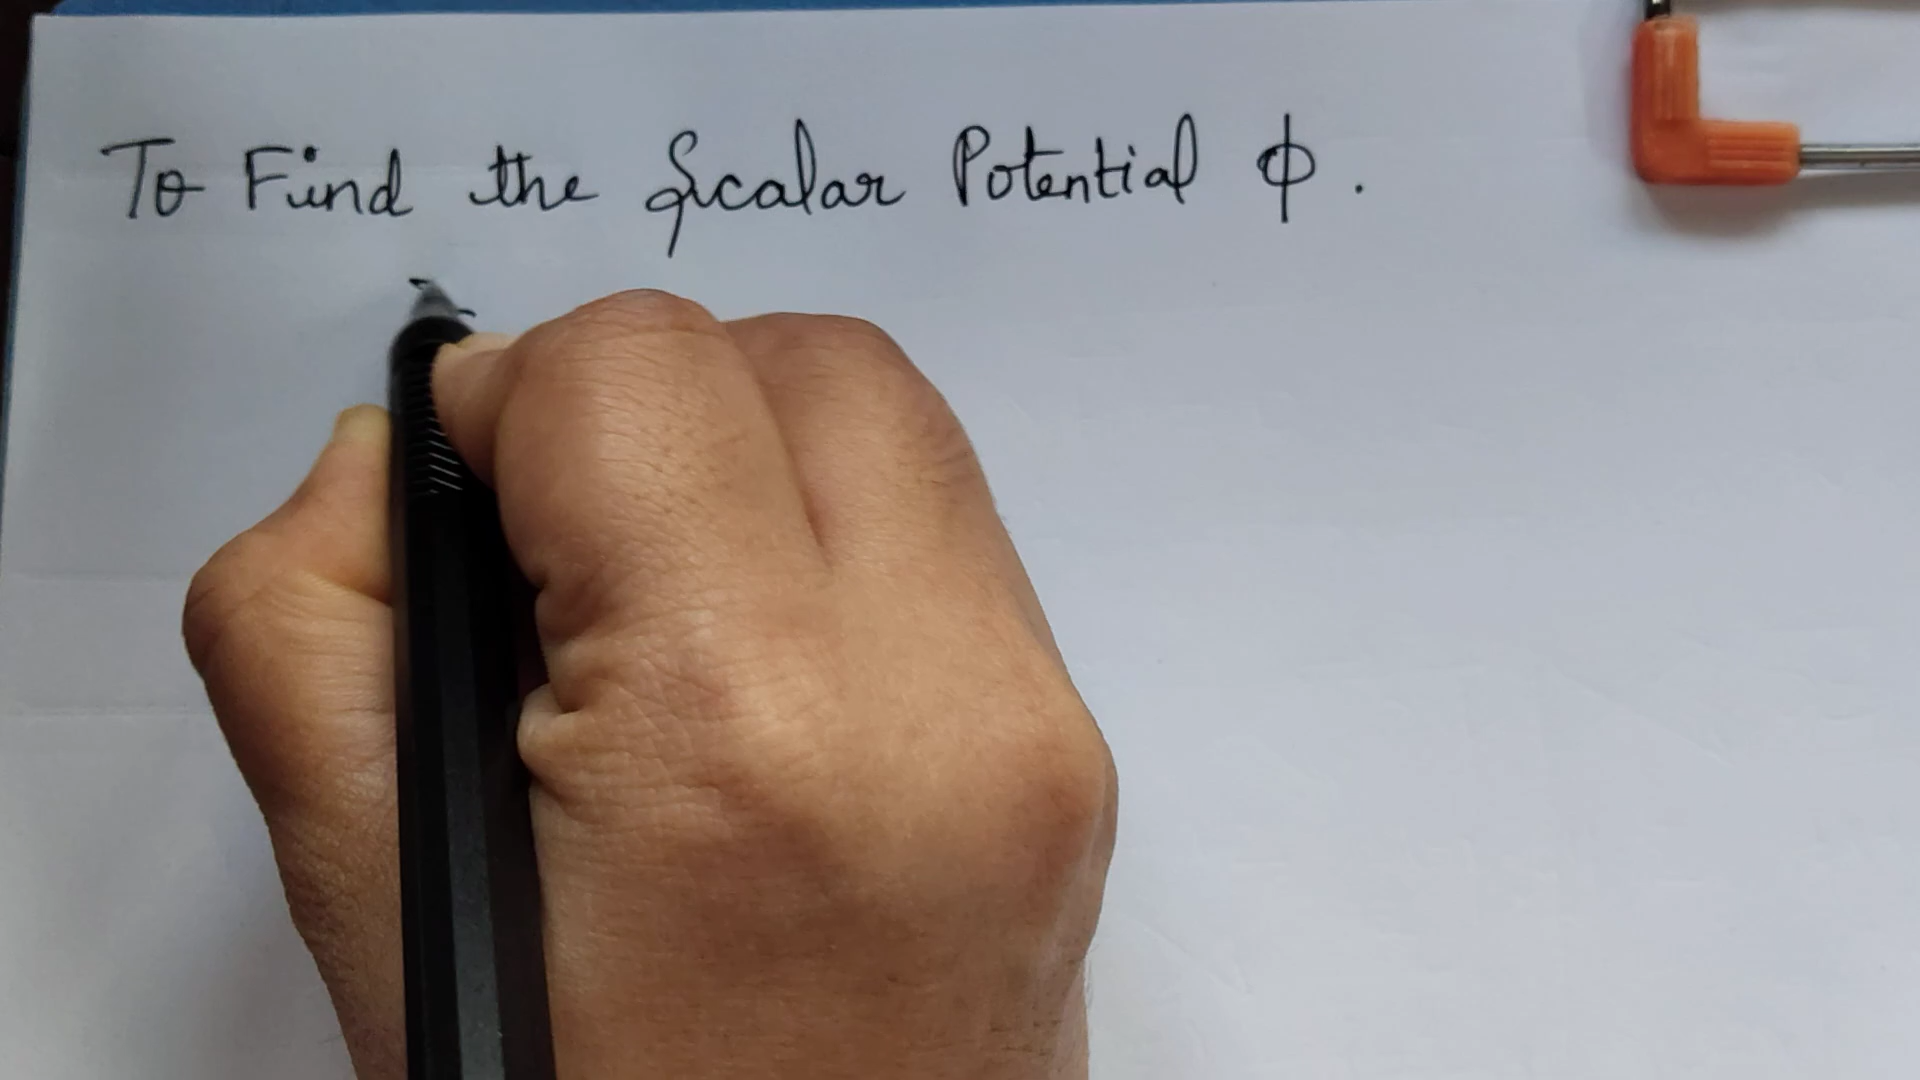 To Find the Scalar Potential ϕ.